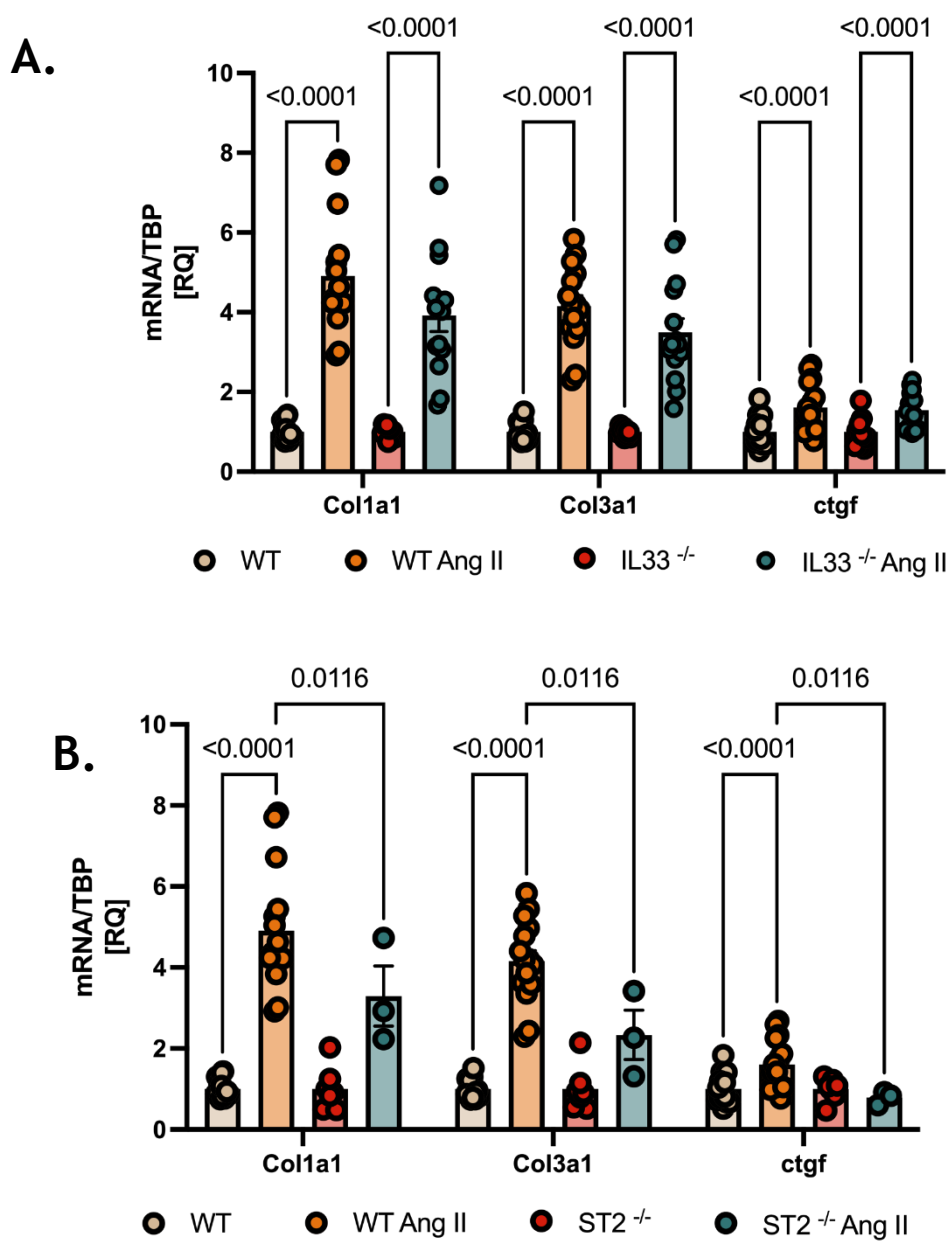 A.
<0.0001 <0.0001 <0.0001
<0.0001 <0.0001 <0.0001
10
8
6
4
2
0
mRNA/TBP
[RQ]
Col1a1 Col3a1 ctgf
WT WT Ang II IL33 -/- IL33 -/- Ang II
B.
0.0116 0.0116 0.0116
<0.0001 <0.0001 <0.0001
10
8
6
4
2
0
mRNA/TBP
[RQ]
Col1a1 Col3a1 ctgf
WT WT Ang II ST2 -/- ST2 -/- Ang II